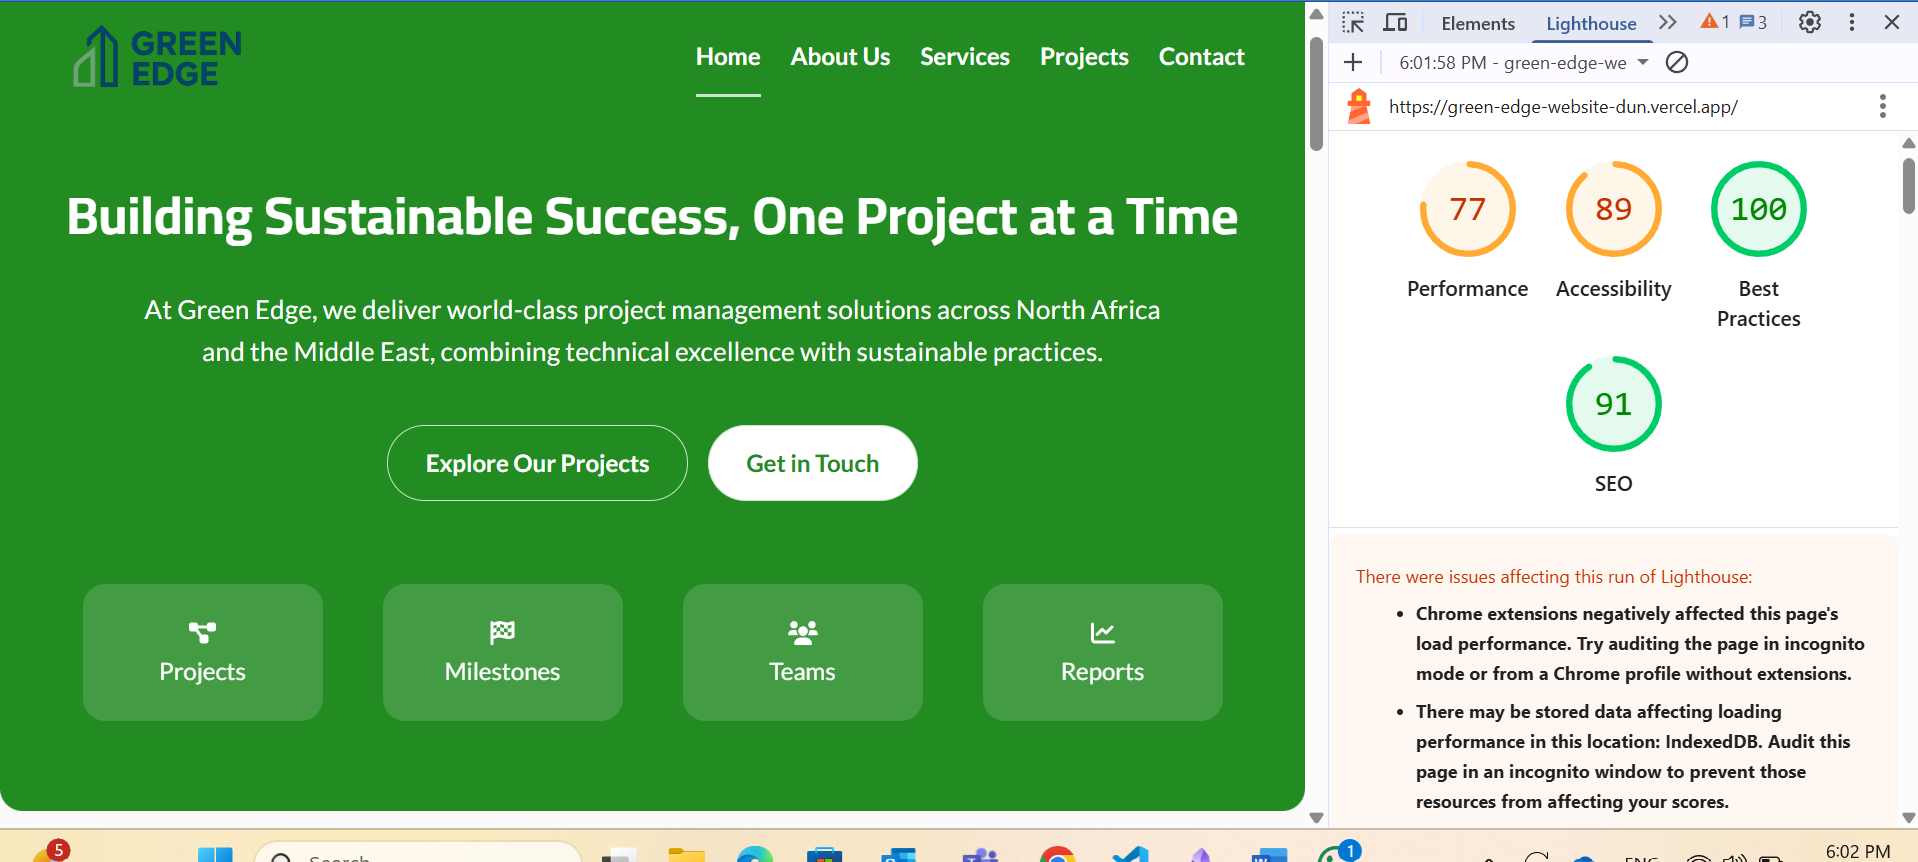 GREEN
EDGE
Home About Us Services Projects Contact
Building Sustainable Success, One Project at a Time
At Green Edge, we deliver world-class project management solutions across North Africa
and the Middle East, combining technical excellence with sustainable practices.
Explore Our Projects Get in Touch
Projects Milestones Teams Reports
Elements Lighthouse 1 3
6:01:58 PM - green-edge-we
https://green-edge-website-dun.vercel.app/
77 89 100
Performance Accessibility Best
Practices
91
SEO
There were issues affecting this run of Lighthouse:
• Chrome extensions negatively affected this page's
load performance. Try auditing the page in incognito
mode or from a Chrome profile without extensions.
• There may be stored data affecting loading
performance in this location: IndexedDB. Audit this
page in an incognito window to prevent those
resources from affecting your scores.
5 Search 1 ENG 6:02 PM